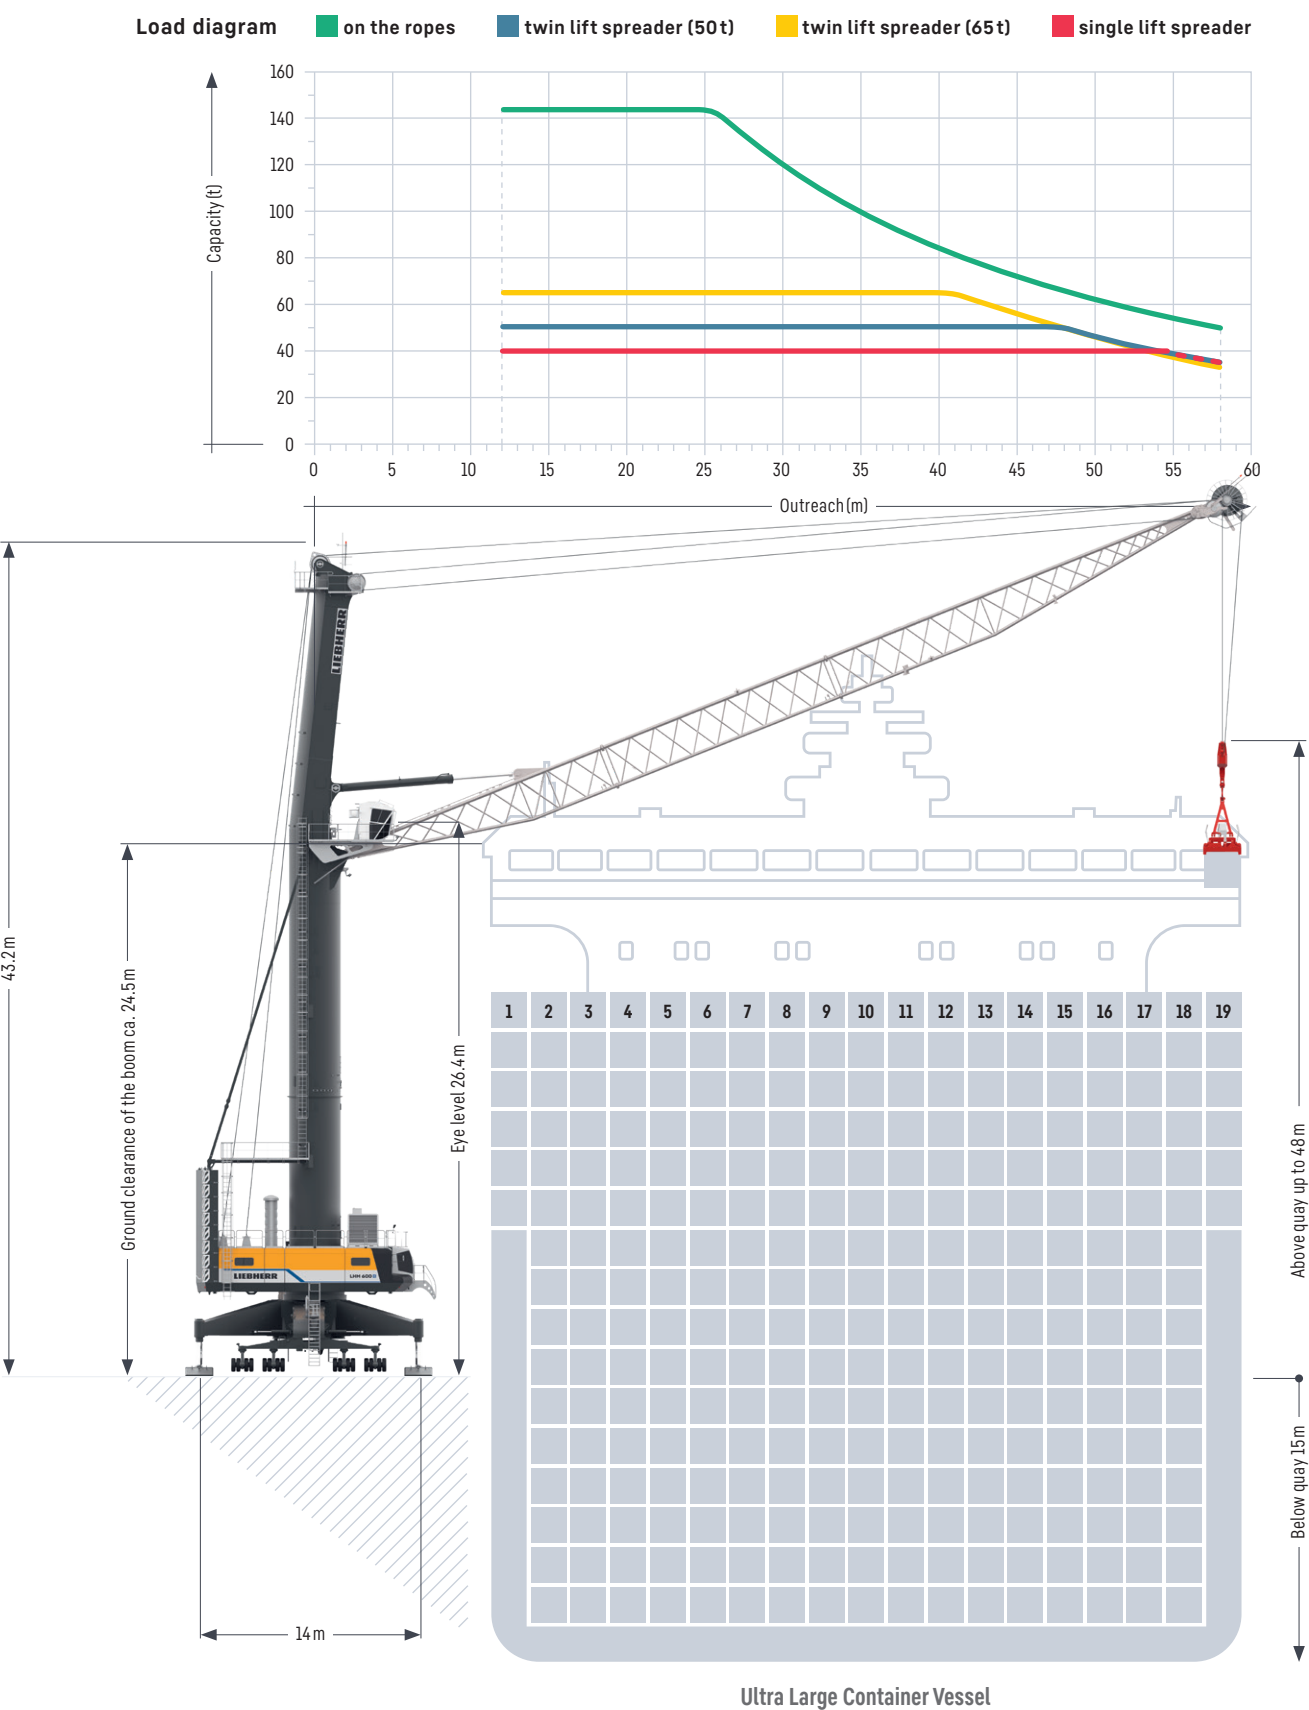 Load diagram
on the ropes
twin lift spreader (50 t)
twin lift spreader (65 t)
single lift spreader
160
140
120
100
80
60
40
20
0
Capacity (t)
0 5 10 15 20 25 30 35 40 45 50 55 60
Outreach (m)
LIEBHERR
43.2 m
Ground clearance of the boom ca. 24.5 m
Eye level 26.4 m
1 2 3 4 5 6 7 8 9 10 11 12 13 14 15 16 17 18 19
Above quay up to 48 m
LIEBHERR
LHM 600
Below quay 15 m
14 m
Ultra Large Container Vessel